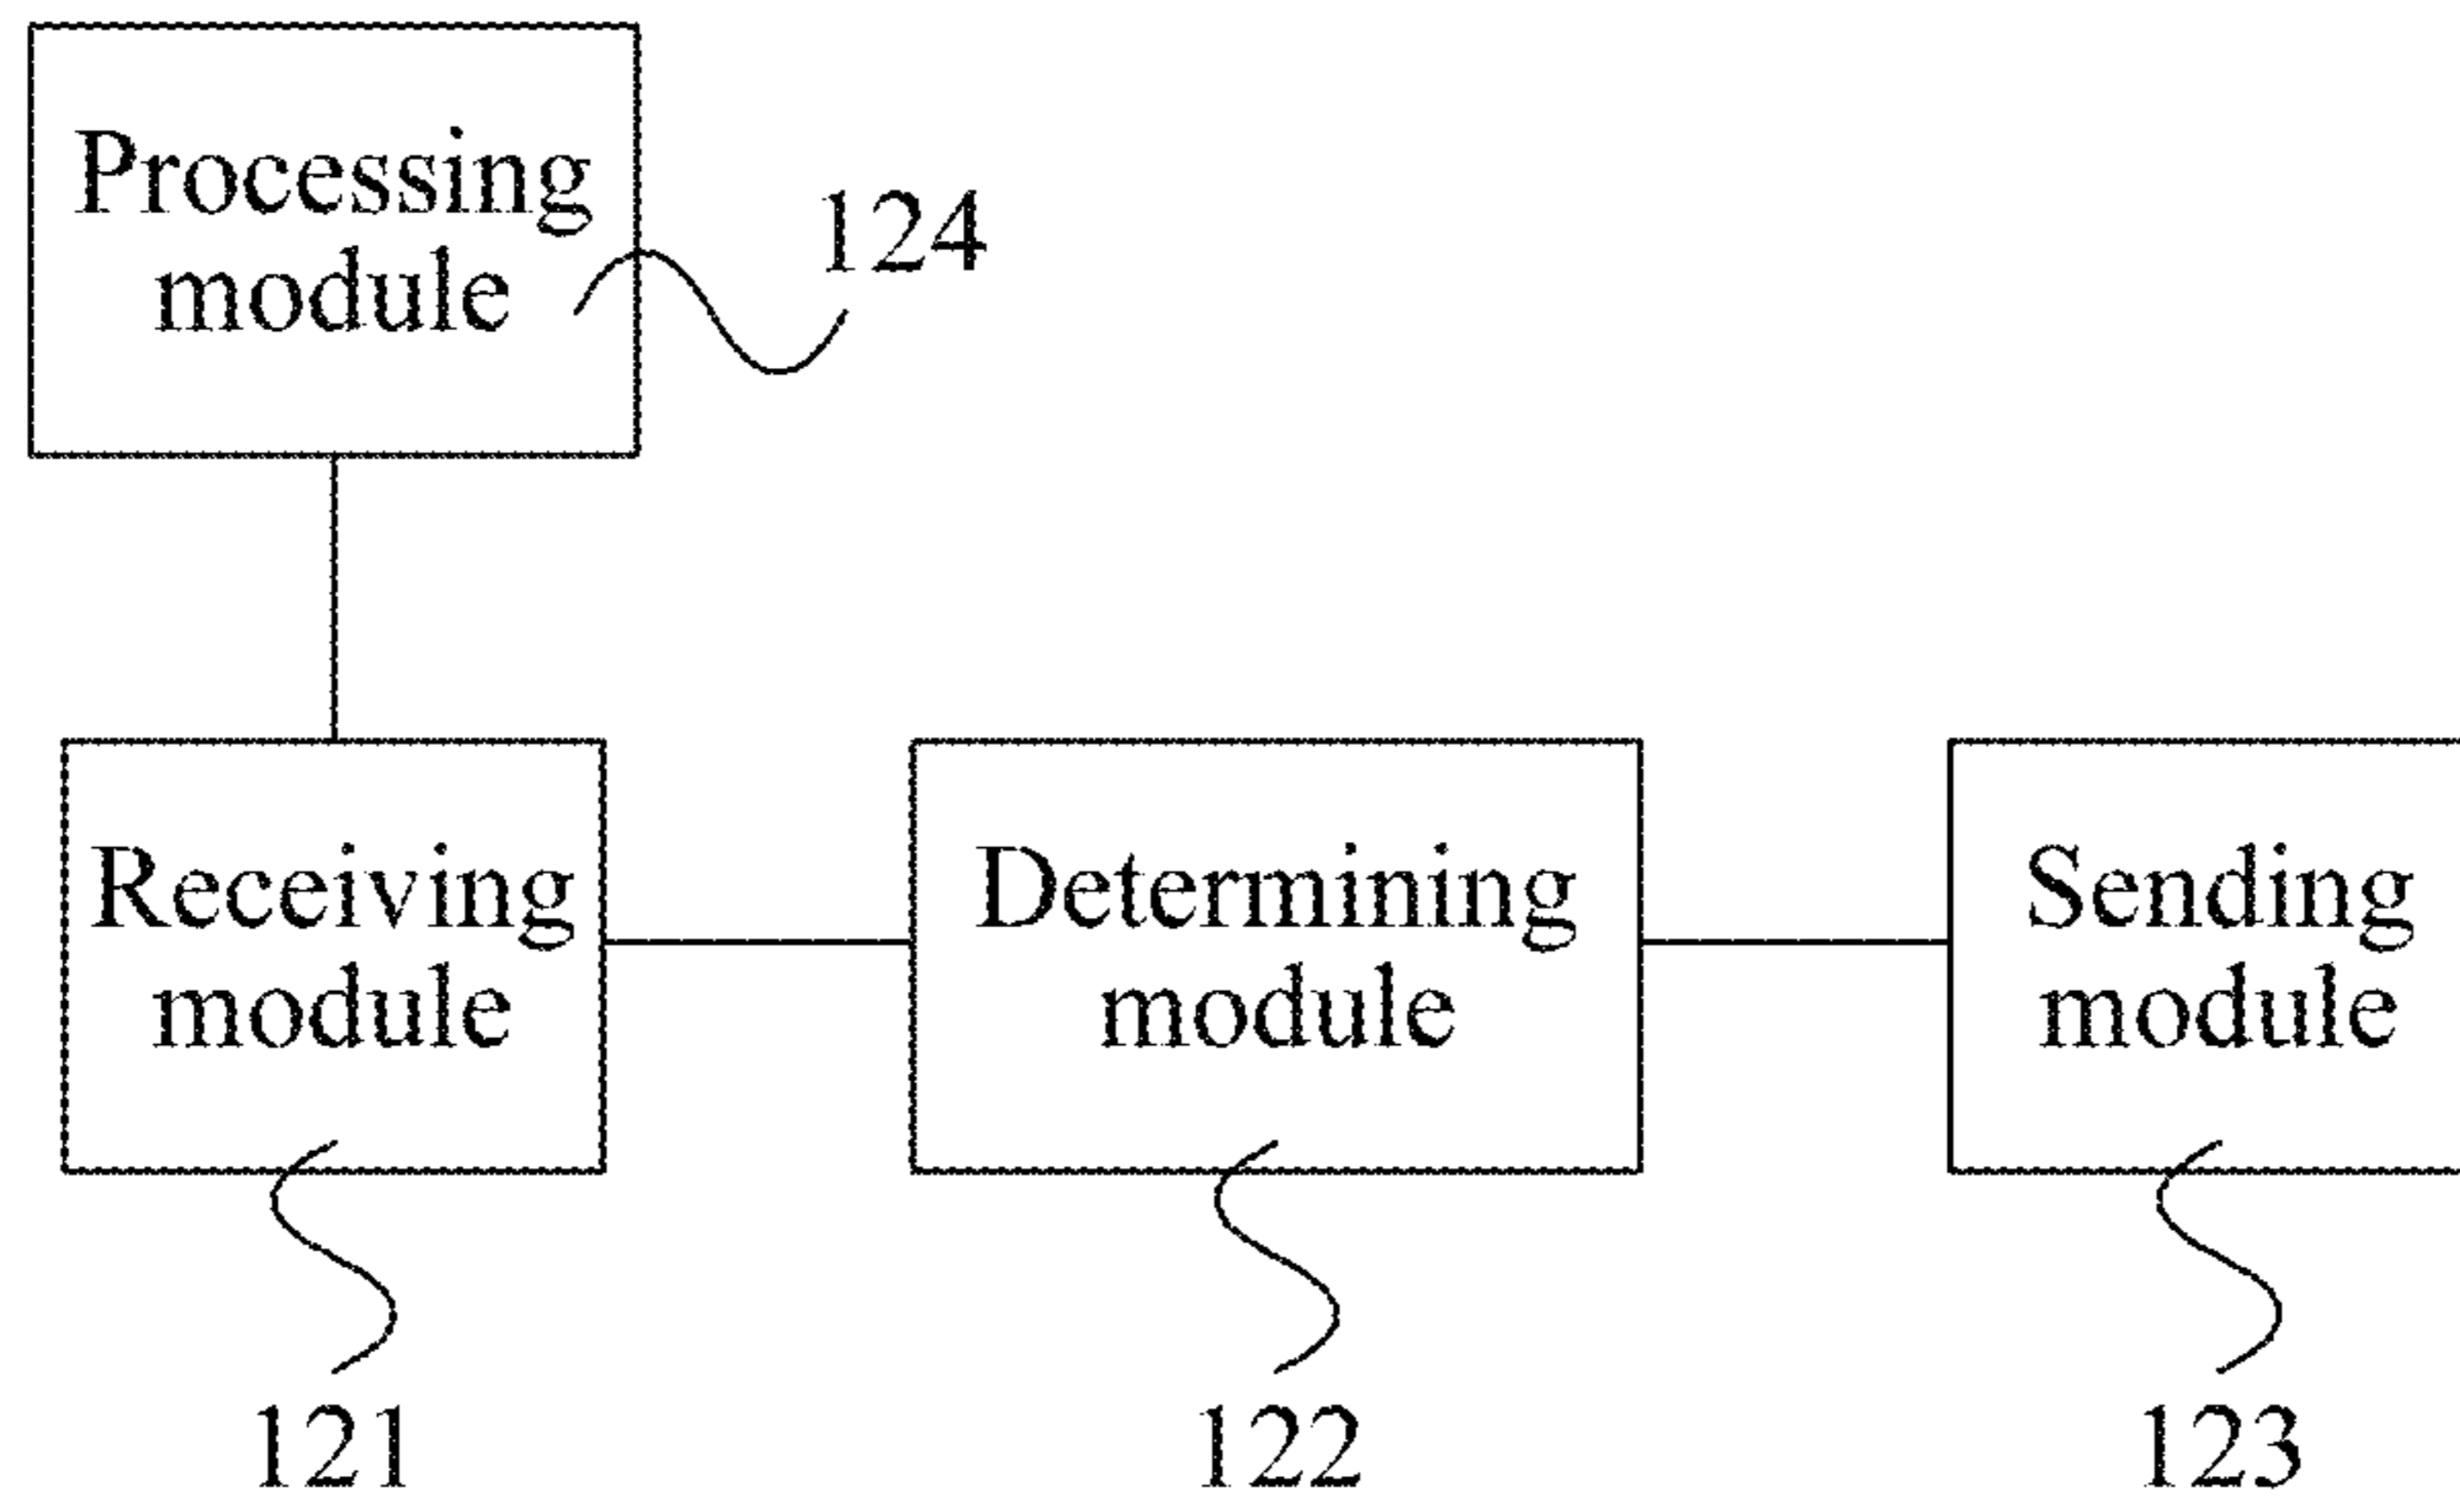 Processing
module
124
Receiving
module
Determining
module
Sending
module
121
122
123